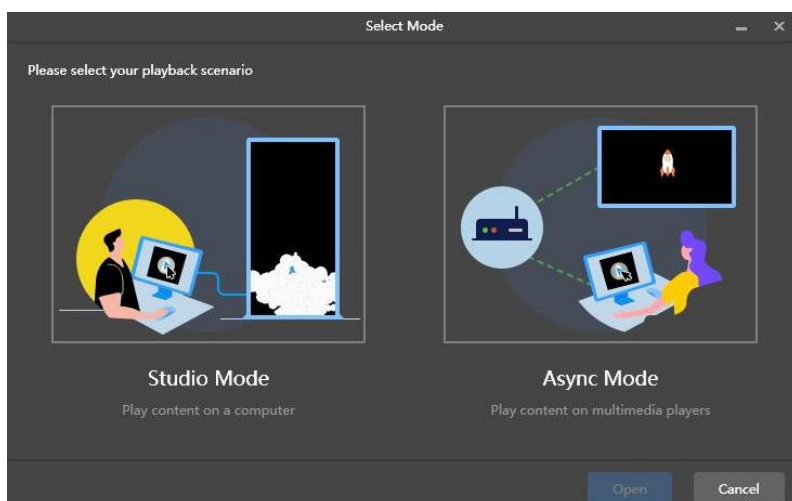 Select Mode
Please select your playback scenario
Studio Mode
Async Mode
Play content on a computer
Play content on multimedia players
Open
Cancel